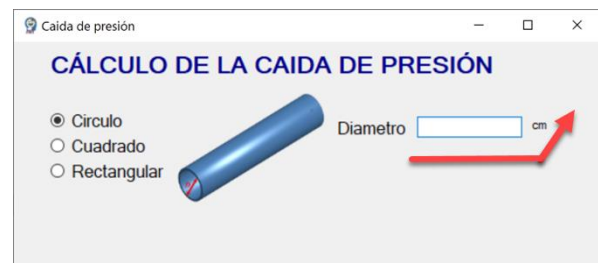 Caida de presión
CÁLCULO DE LA CAIDA DE PRESIÓN
Circulo
Cuadrado
Rectangular
Diametro
cm